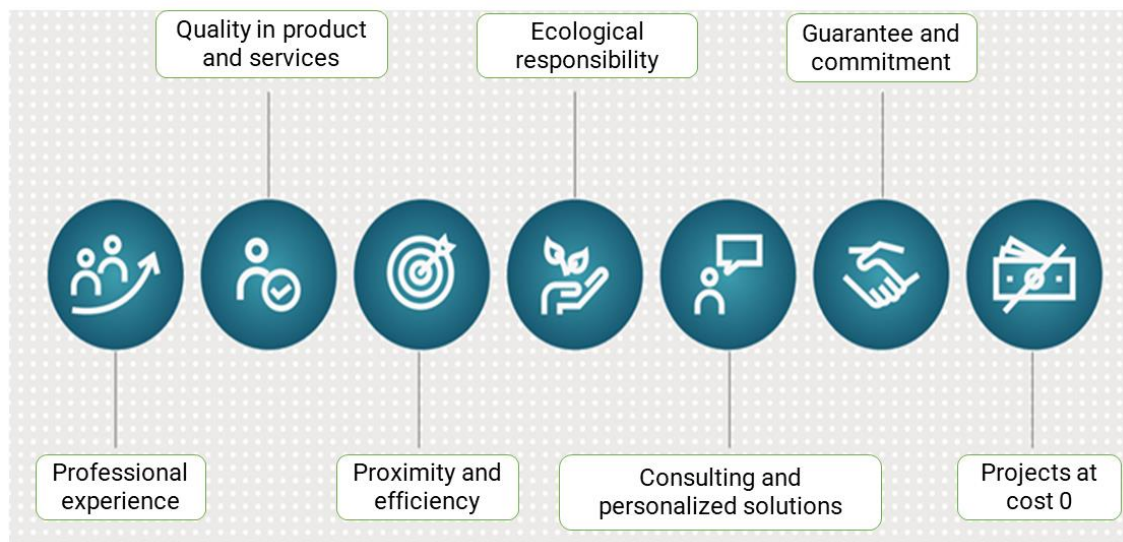 Quality in product
and services
Ecological
responsibility
Guarantee and
commitment
Professional
experience
Proximity and
efficiency
Consulting and
personalized solutions
Projects at
cost 0